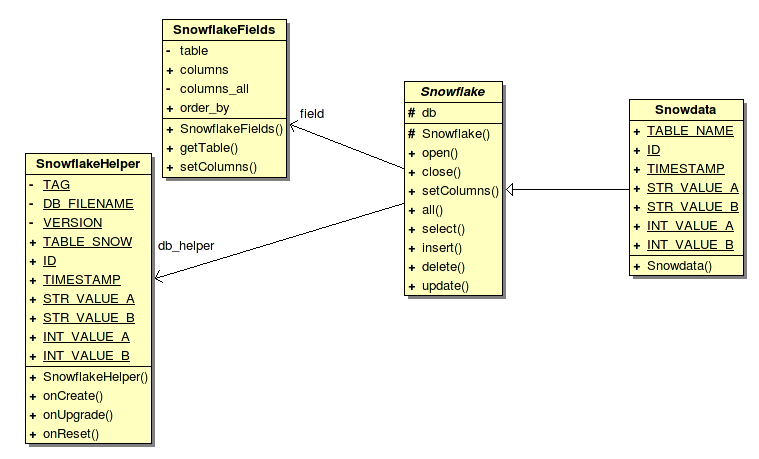 SnowflakeFields
- table
+ columns
- columns_all
+ order_by
+ SnowflakeFields()
+ getTable()
+ setColumns()
field
SnowflakeHelper
- TAG
- DB_FILENAME
- VERSION
+ TABLE_SNOW
+ ID
+ TIMESTAMP
+ STR_VALUE_A
+ STR_VALUE_B
+ INT_VALUE_A
+ INT_VALUE_B
+ SnowflakeHelper()
+ onCreate()
+ onUpgrade()
+ onReset()
db_helper
Snowflake
# db
# Snowflake()
+ open()
+ close()
+ setColumns()
+ all()
+ select()
+ insert()
+ delete()
+ update()
Snowdata
+ TABLE_NAME
+ ID
+ TIMESTAMP
+ STR_VALUE_A
+ STR_VALUE_B
+ INT_VALUE_A
+ INT_VALUE_B
+ Snowdata()